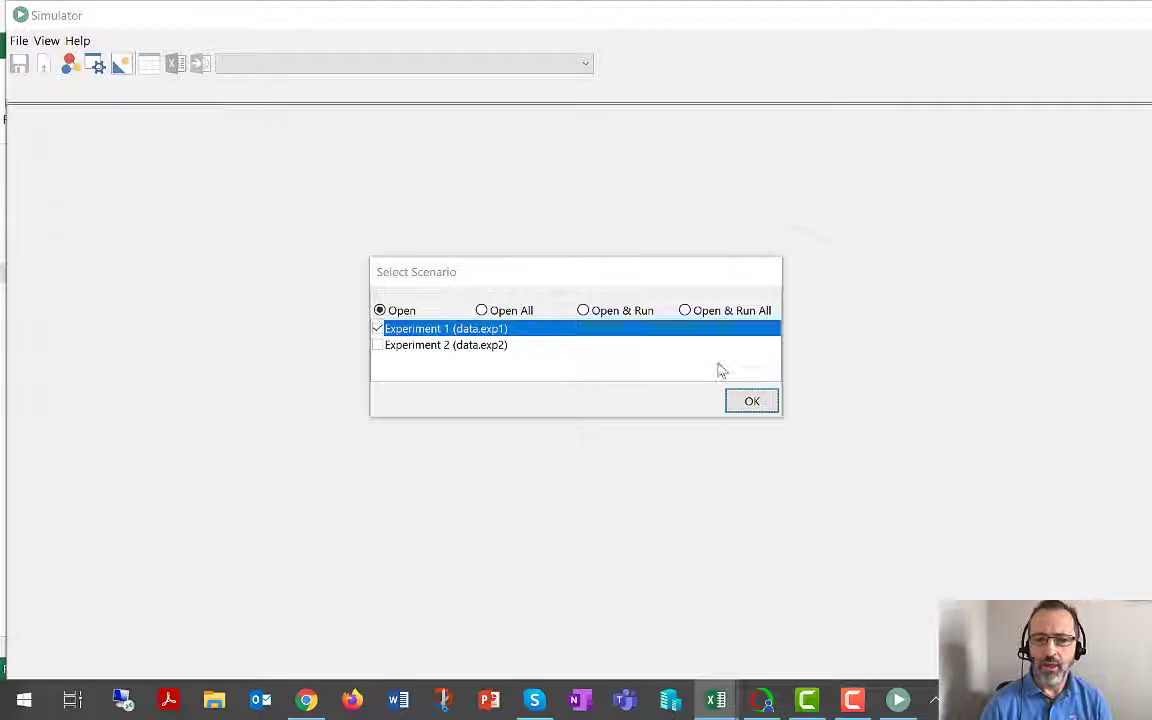 Simulator
File View Help
Select Scenario
Open Open All Open & Run Open & Run All
Experiment 1 (data.exp1)
Experiment 2 (data.exp2)
OK